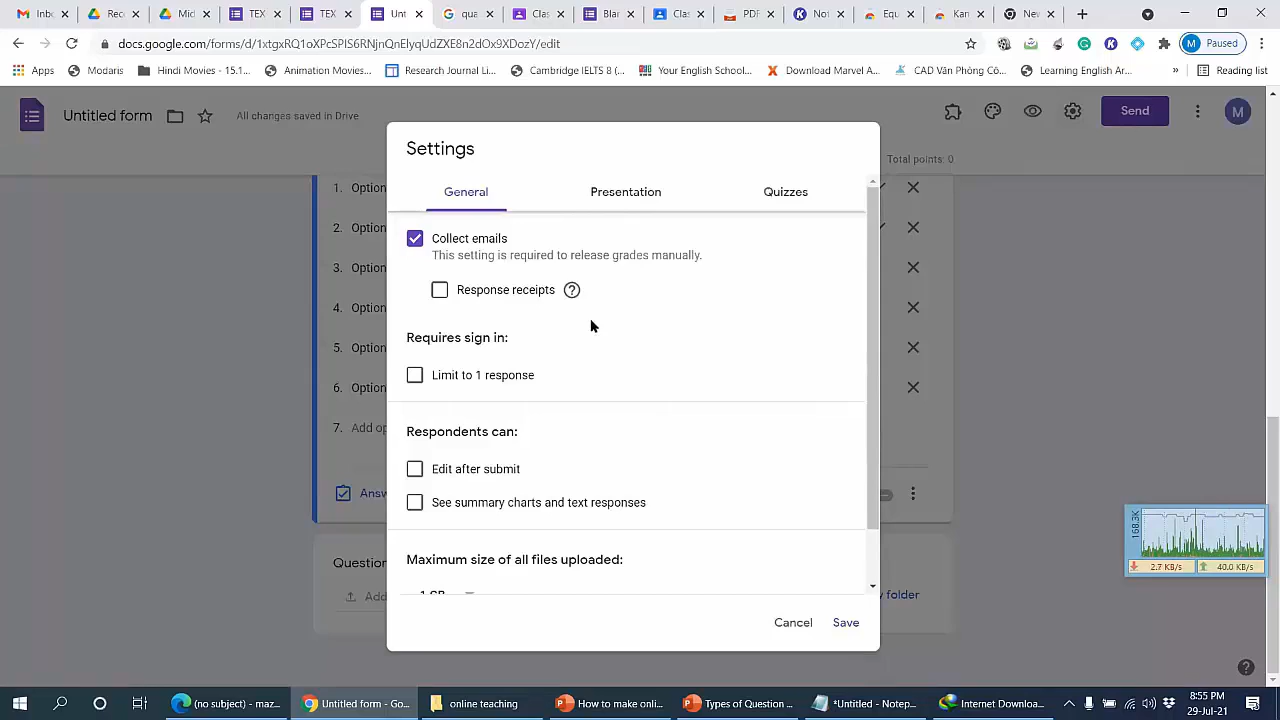 Inbo
Rec
Mic
TEX
TEX
Unt
qua
Clas
Blar
Clas
PDF
Not
Equ
Kan
Nev
docs.google.com/forms/d/1xtgxRQ1oXPoSPIS6RNjnQnElyqUdZXE8n2dOx9XDozY/edit
Paused
Apps
Modaris
Hindi Movies - 15.1...
Animation Movies...
Research Journal Li...
Cambridge IELTS 8 (...
Your English School...
Download Marvel A...
CAD Văn Phòng Cô...
Learning English Ar...
»
Reading list
Untitled form
All changes saved in Drive
Send
M
Total points: 0
Settings
General
Presentation
Quizzes
Collect emails
This setting is required to release grades manually.
Response receipts
Requires sign in:
Limit to 1 response
Respondents can:
Edit after submit
See summary charts and text responses
Maximum size of all files uploaded:
1 GB
Cancel
Save
1. Option
2. Option
3. Option
4. Option
5. Option
6. Option
7. Add op
Answ
Question
Add
folder
168.3K
2.7 KB/s
40.0 KB/s
(no subject) - maz...
Untitled form - Go...
online teaching
How to make onli...
Types of Question ...
*Untitled - Notep...
Internet Downloa...
8:55 PM
29-Jul-21